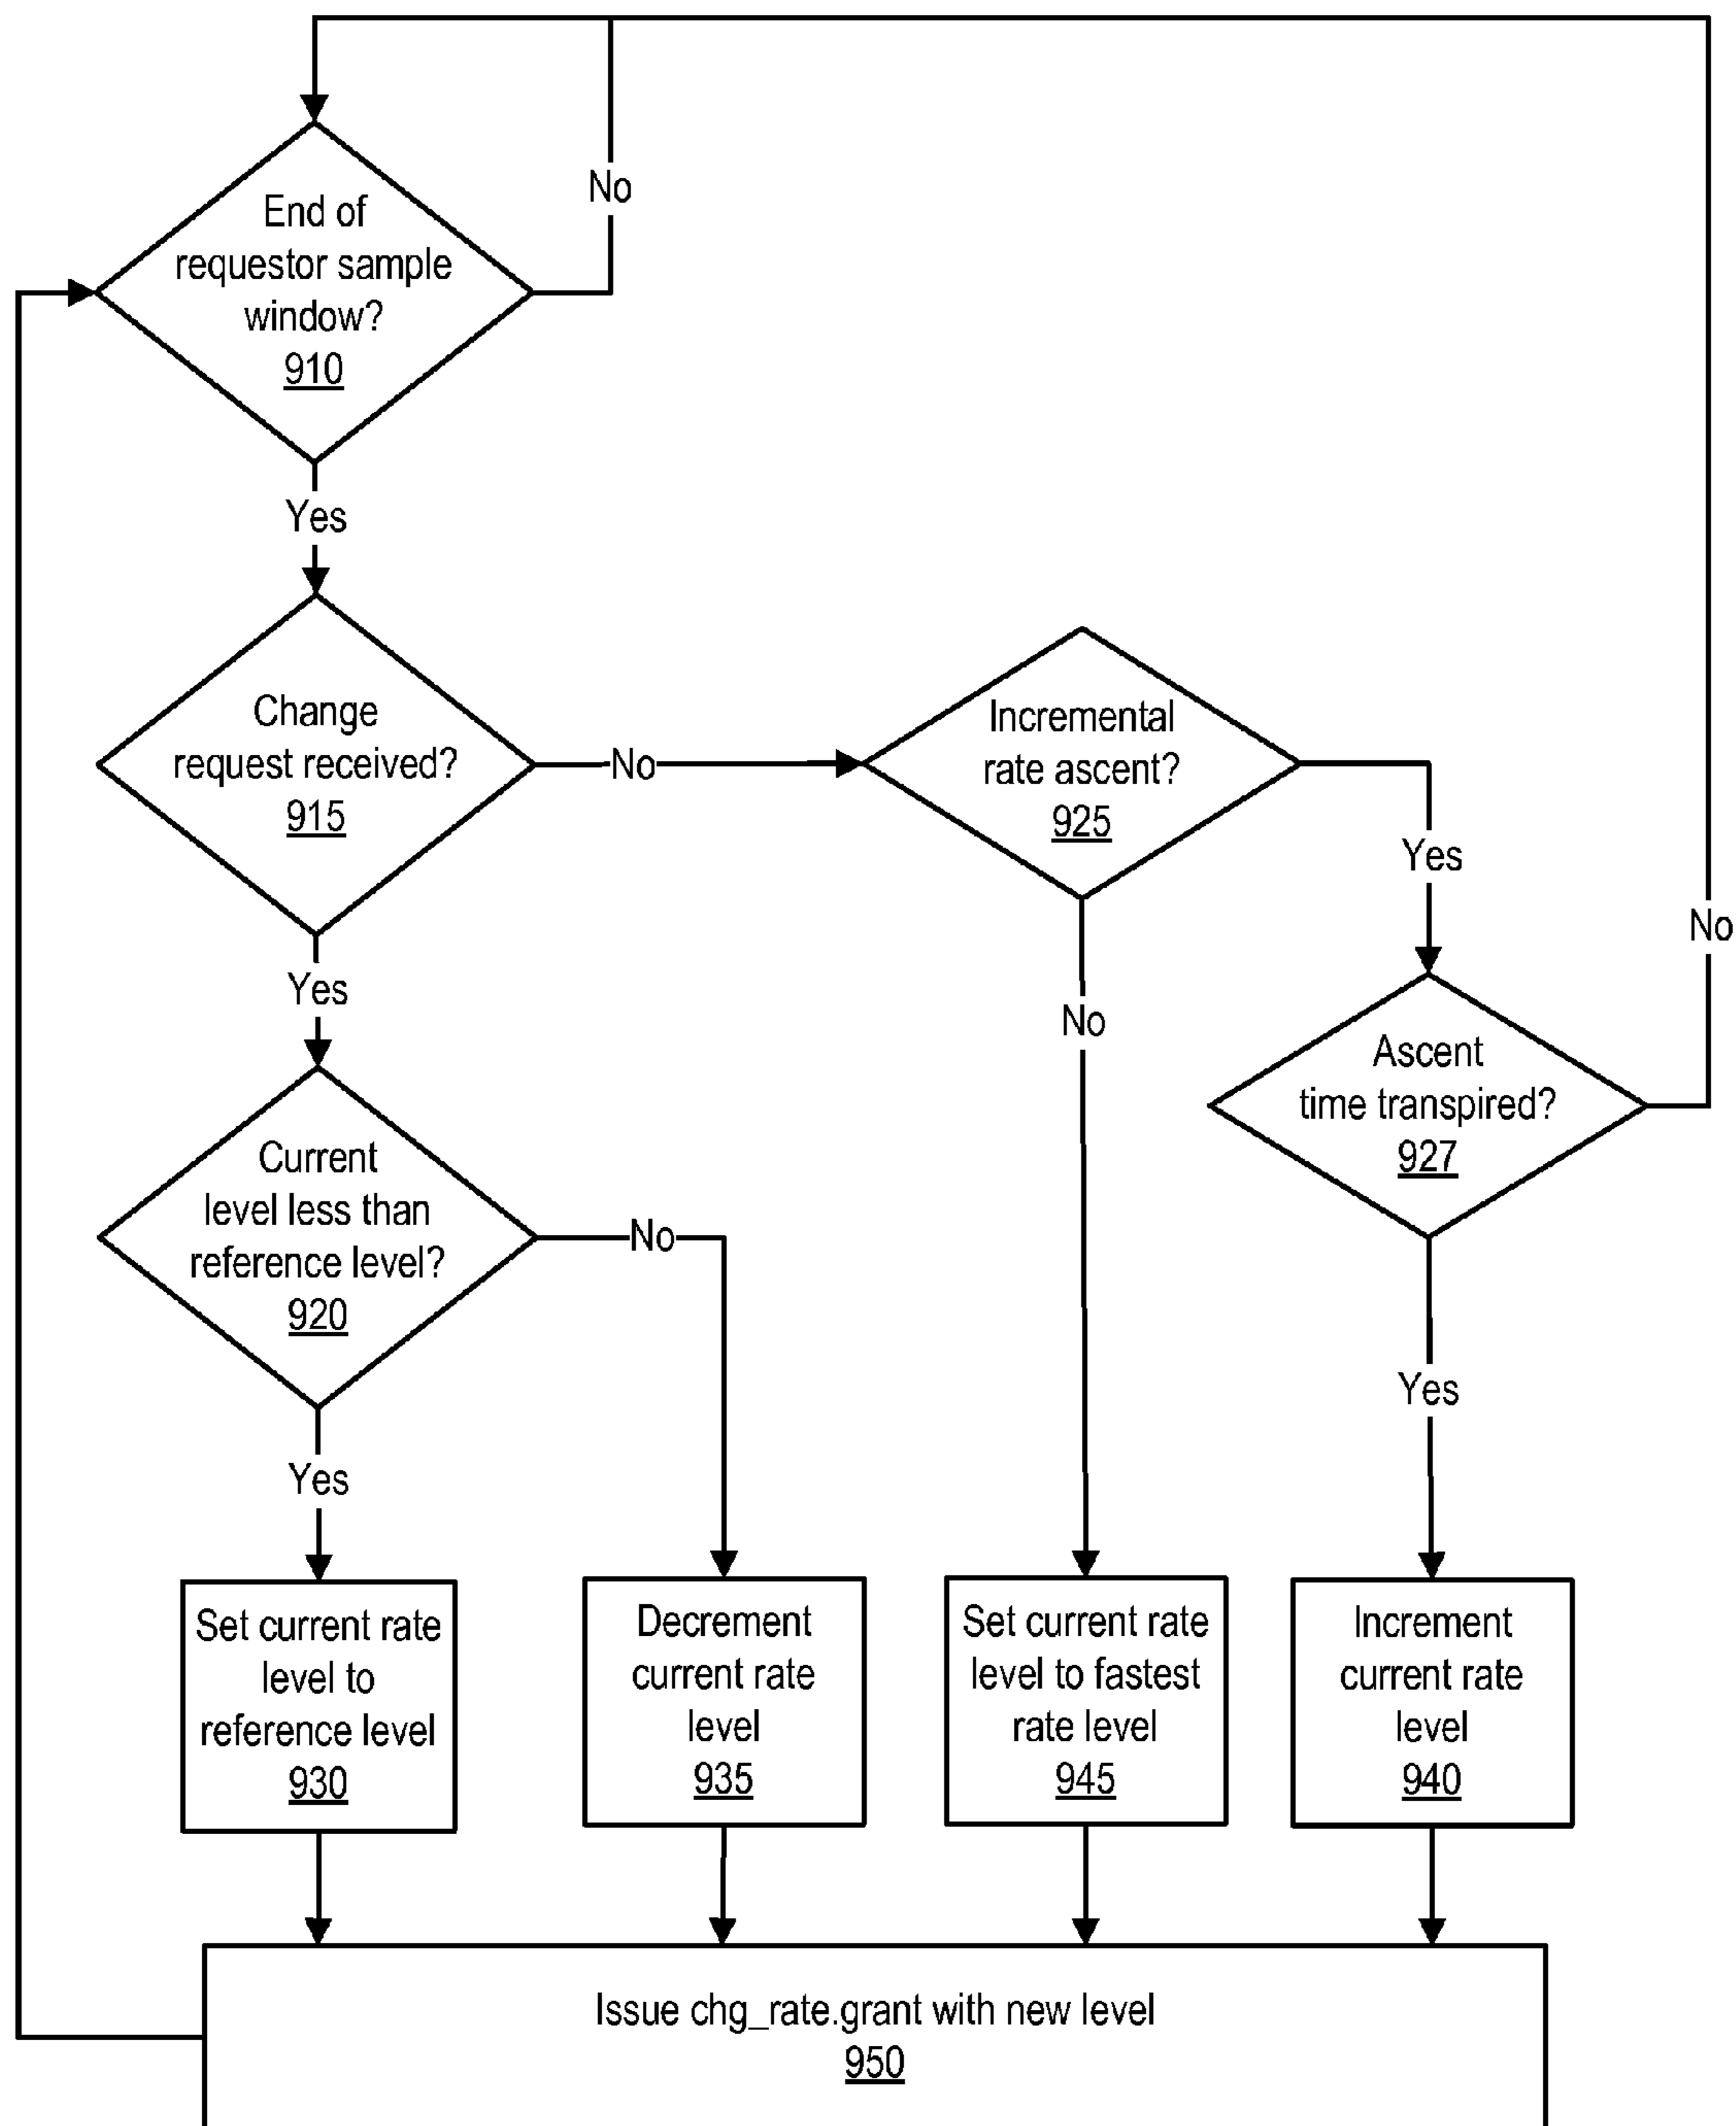 End of
requestor sample
window?
910
No
Yes
Change
request received?
915
No
Incremental
rate ascent?
925
Yes
No
Yes
No
Ascent
time transpired?
927
Current
level less than
reference level?
920
No
Yes
Yes
Set current rate
level to
reference level
930
Decrement
current rate
level
935
Set current rate
level to fastest
rate level
945
Increment
current rate
level
940
Issue chg_rate.grant with new level
950